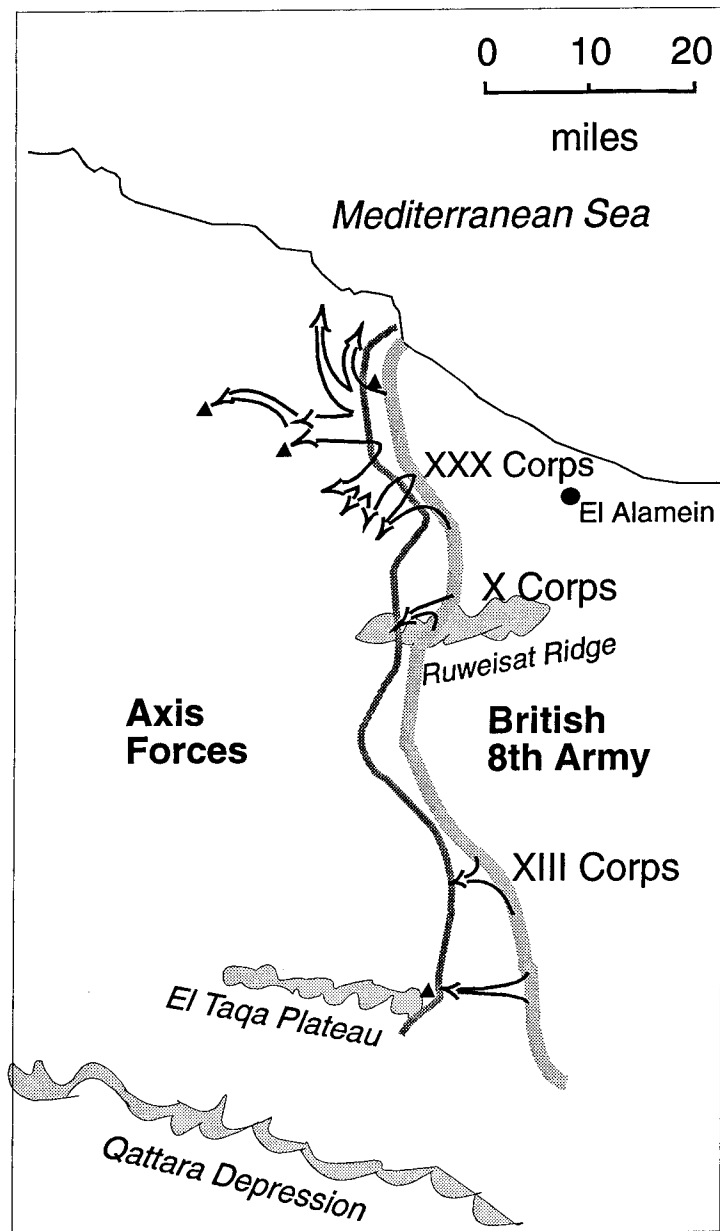 0 10 20
miles
Mediterranean Sea
XXX Corps
El Alamein
X Corps
Ruweisat Ridge
Axis
Forces
British
8th Army
XIII Corps
El Taqa Plateau
Qattara Depression